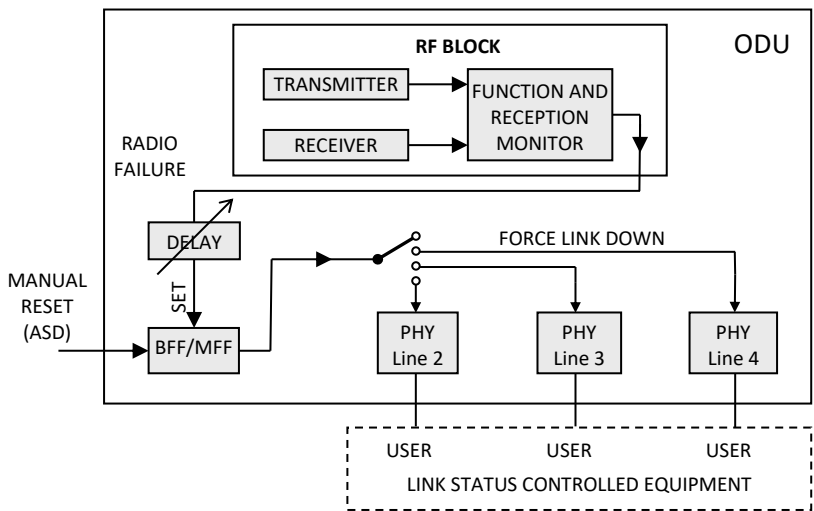 ODU
RF BLOCK
TRANSMITTER
FUNCTION AND
RECEPTION
MONITOR
RECEIVER
RADIO
FAILURE
DELAY
FORCE LINK DOWN
MANUAL
RESET
(ASD)
SET
BFF/MFF
PHY
Line 2
PHY
Line 3
PHY
Line 4
USER
USER
USER
LINK STATUS CONTROLLED EQUIPMENT